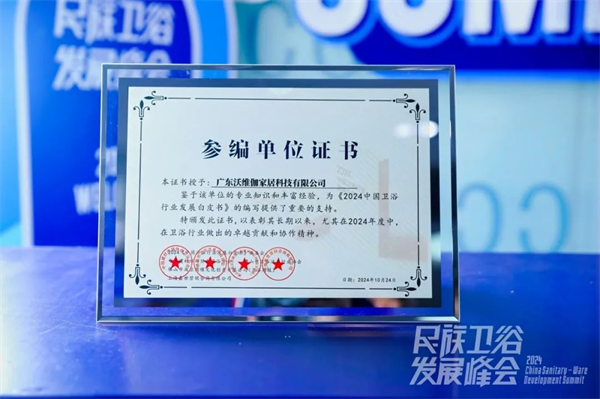 民族卫浴
发展峰会
参编单位证书
本证书授予：广东沃维伽家居科技有限公司
鉴于该单位的专业知识和丰富经验，为《2024中国卫浴
行业发展白皮书》的编写提供了重要的支持。
特颁发此证书，以表彰其长期以来，尤其在2024年度中，
在卫浴行业做出的卓越贡献和协作精神。
日期：2024年10月24日
民族卫浴
发展峰会
2024
China Sanitary - Ware
Development Summit